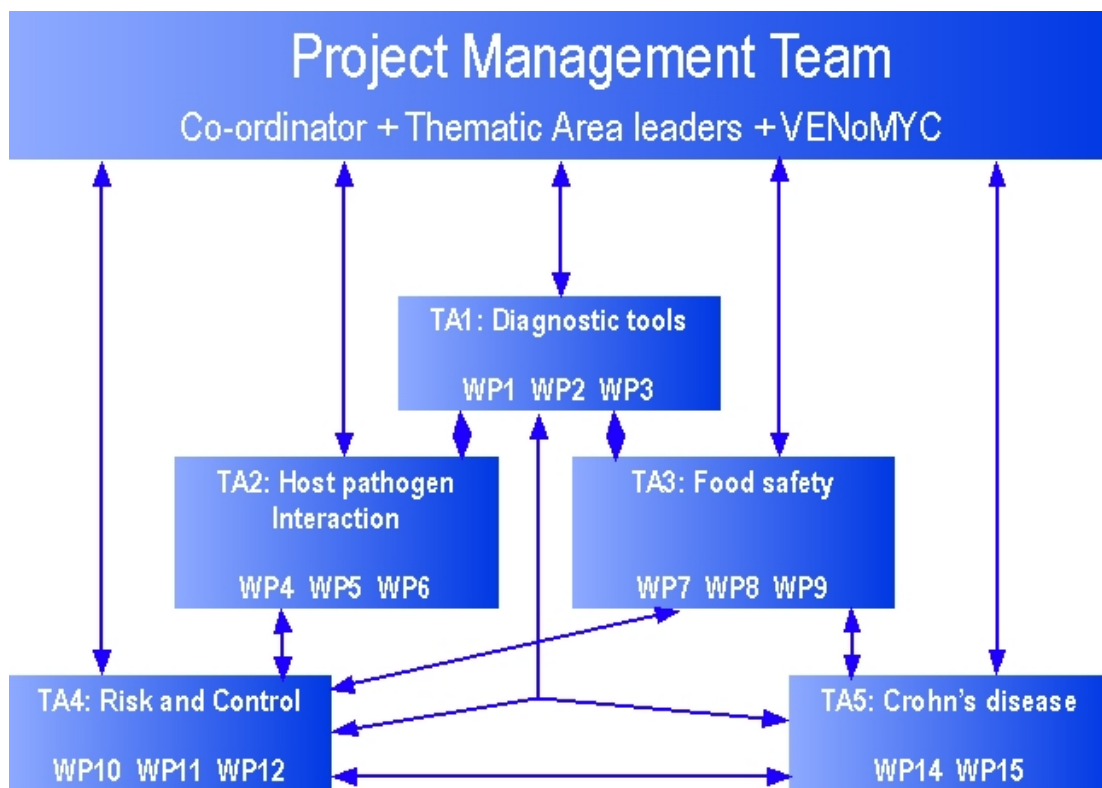 Project Management Team
Co-ordinator + Thematic Area leaders + VENoMYC
TA1: Diagnostic tools
WP1 WP2 WP3
TA2: Host pathogen
Interaction
WP4 WP5 WP6
TA3: Food safety
WP7 WP8 WP9
TA4: Risk and Control
WP10 WP11 WP12
TA5: Crohn's disease
WP14 WP15